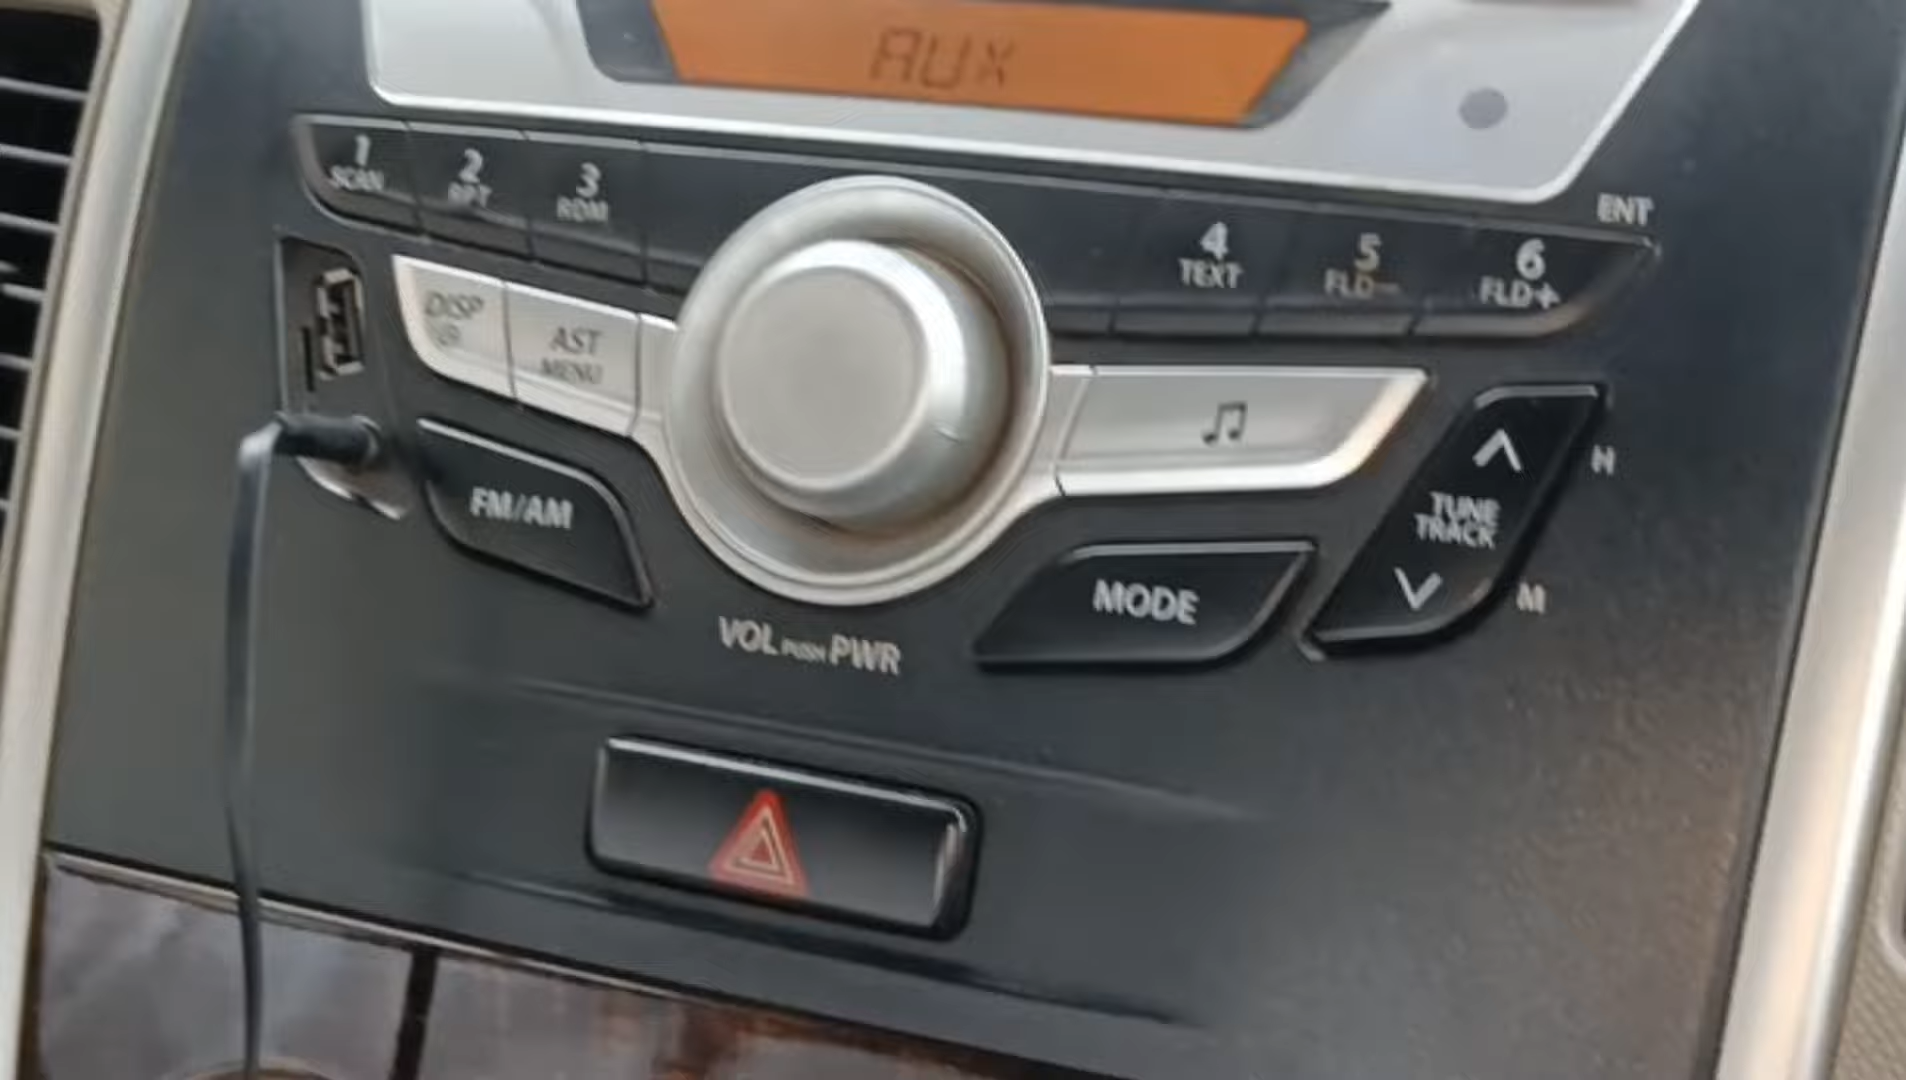 AUX
1
SCAN
2
RPT
3
RDM
4
TEXT
5
FLD−
6
FLD+
ENT
DISP
AST
MENU
FM/AM
VOL PUSH PWR
MODE
TUNE
TRACK
H
M